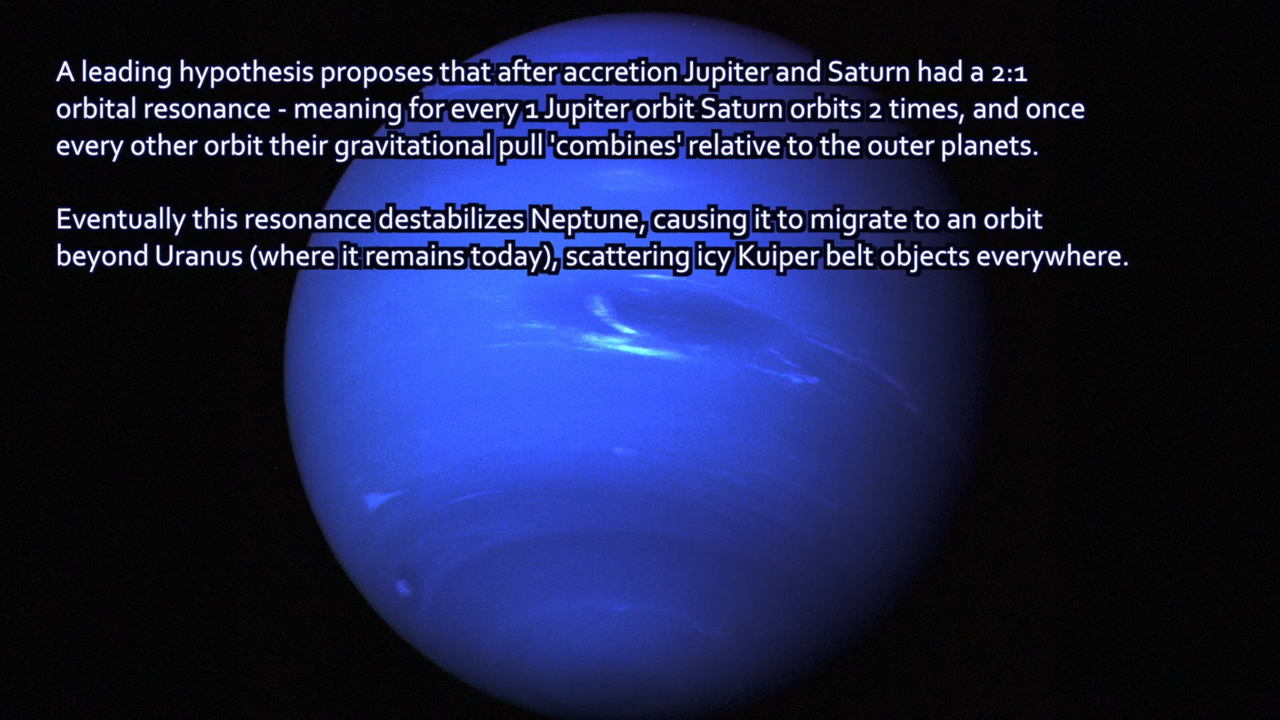 A leading hypothesis proposes that after accretion Jupiter and Saturn had a 2:1
orbital resonance - meaning for every 1 Jupiter orbit Saturn orbits 2 times, and once
every other orbit their gravitational pull 'combines' relative to the outer planets.
Eventually this resonance destabilizes Neptune, causing it to migrate to an orbit
beyond Uranus (where it remains today), scattering icy Kuiper belt objects everywhere.